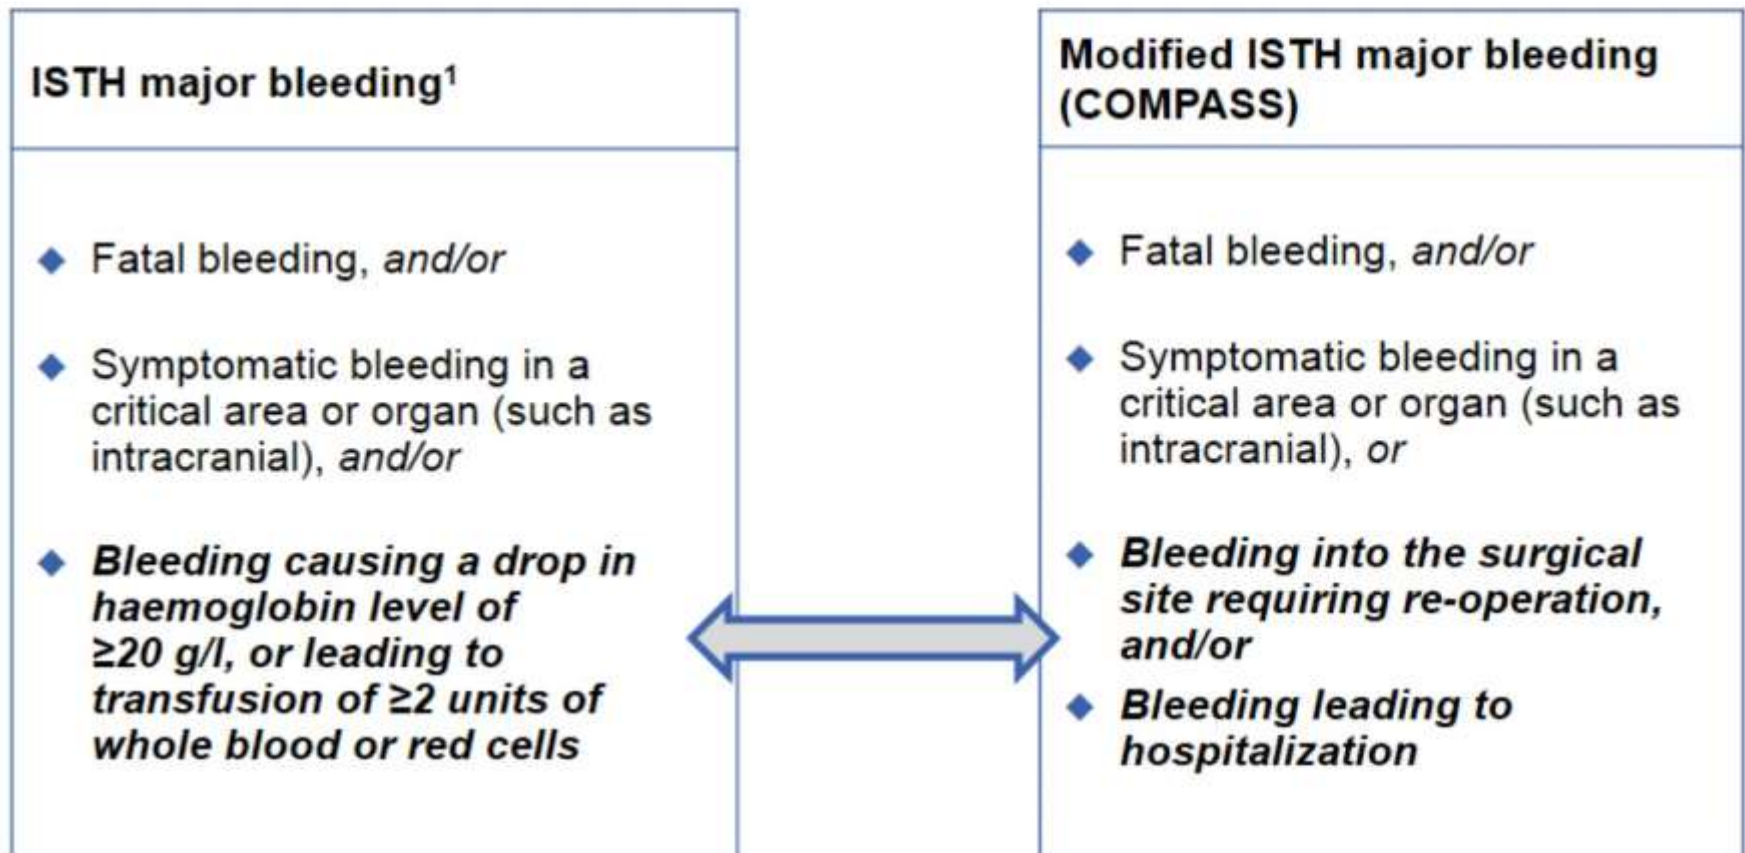 ISTH major bleeding¹
Fatal bleeding, and/or
Symptomatic bleeding in a
critical area or organ (such as
intracranial), and/or
Bleeding causing a drop in
haemoglobin level of
≥20 g/l, or leading to
transfusion of ≥2 units of
whole blood or red cells
Modified ISTH major bleeding
(COMPASS)
Fatal bleeding, and/or
Symptomatic bleeding in a
critical area or organ (such as
intracranial), or
Bleeding into the surgical
site requiring re-operation,
and/or
Bleeding leading to
hospitalization